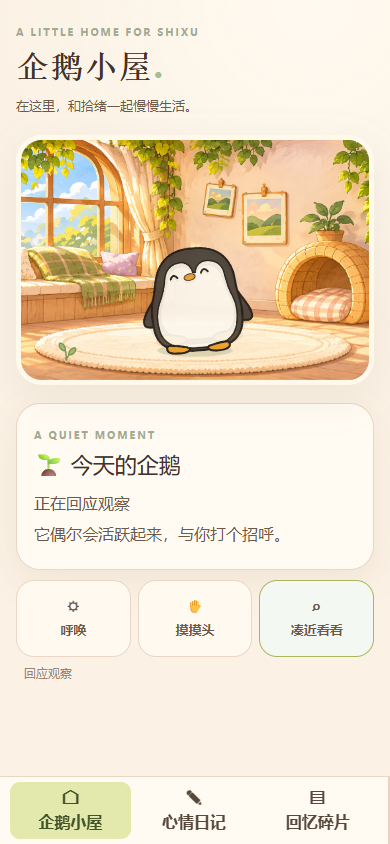 A LITTLE HOME FOR SHIXU
企鹅小屋.
在这里，和拾绪一起慢慢生活。
A QUIET MOMENT
今天的企鹅
正在回应观察
它偶尔会活跃起来，与你打个招呼。
呼唤
摸摸头
凑近看看
回应观察
企鹅小屋
心情日记
回忆碎片